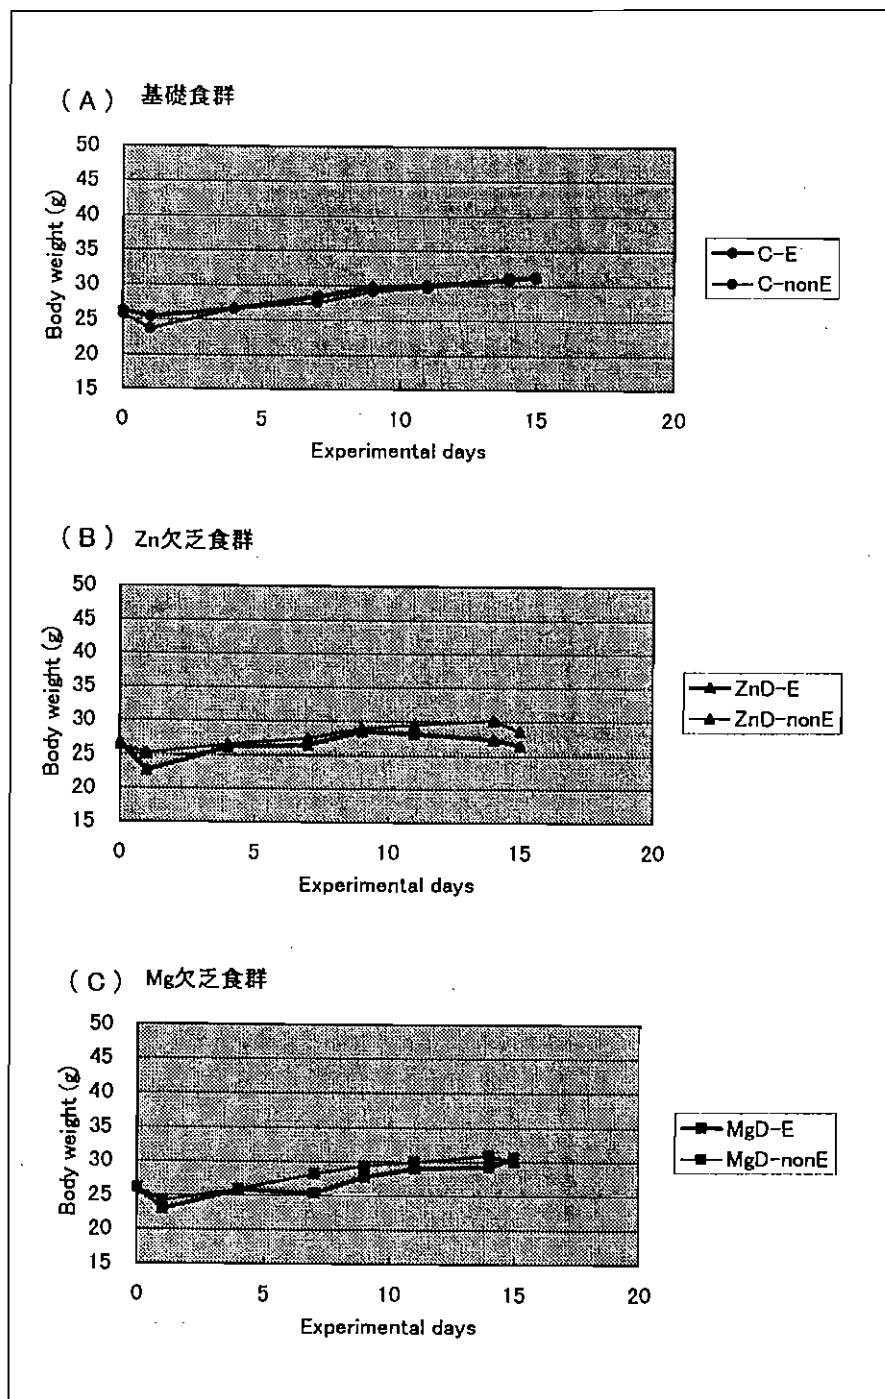 (A) 基礎食群
50
45
40
35
30
25
20
15
Body weight (g)
0 5 10 15 20
Experimental days
C-E
C-nonE
(B) Zn欠乏食群
50
45
40
35
30
25
20
15
Body weight (g)
0 5 10 15 20
Experimental days
ZnD-E
ZnD-nonE
(C) Mg欠乏食群
50
45
40
35
30
25
20
15
Body weight (g)
0 5 10 15 20
Experimental days
MgD-E
MgD-nonE